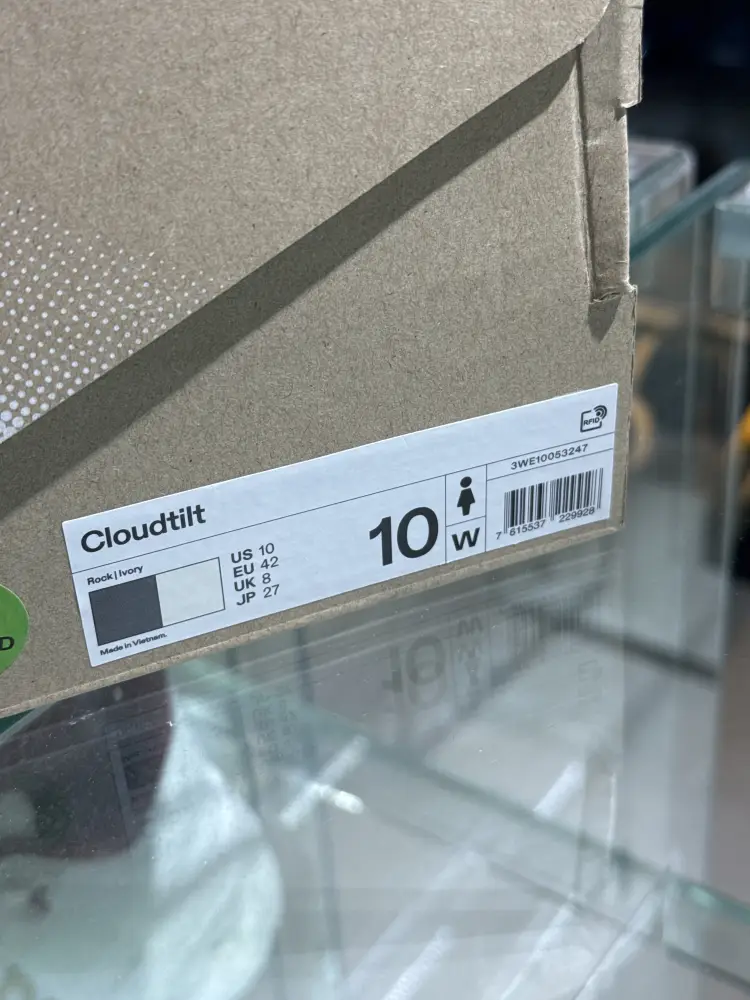 RFID
3WE10053247
7 615537 229928
Cloudtilt
Rock | Ivory
US 10
EU 42
UK 8
JP 27
10
W
Made in Vietnam.
D